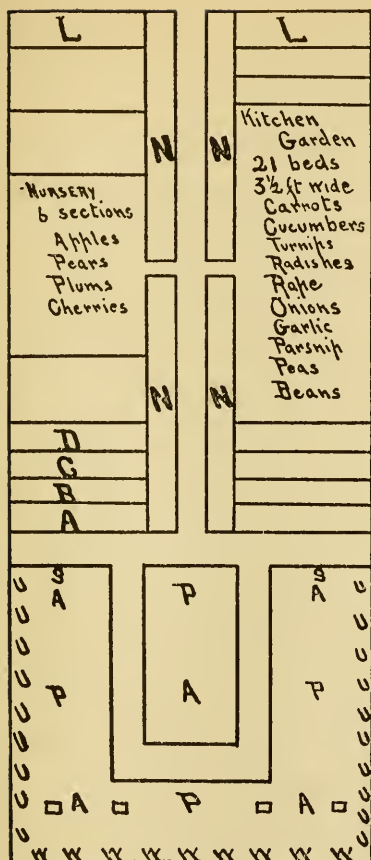 L L
Kitchen
Garden
N N
21 beds
3½ ft wide
NURSERY
6 sections
Carrots
Cucumbers
Turnips
Radishes
Rape
Onions
Garlic
Parsnip
Peas
Beans
Apples
Pears
Plums
Cherries
N N
D
C
B
A
S S
U A P A U
U U
U U
U U
U P A P U
U U
U U
U U
U A P A U
U U